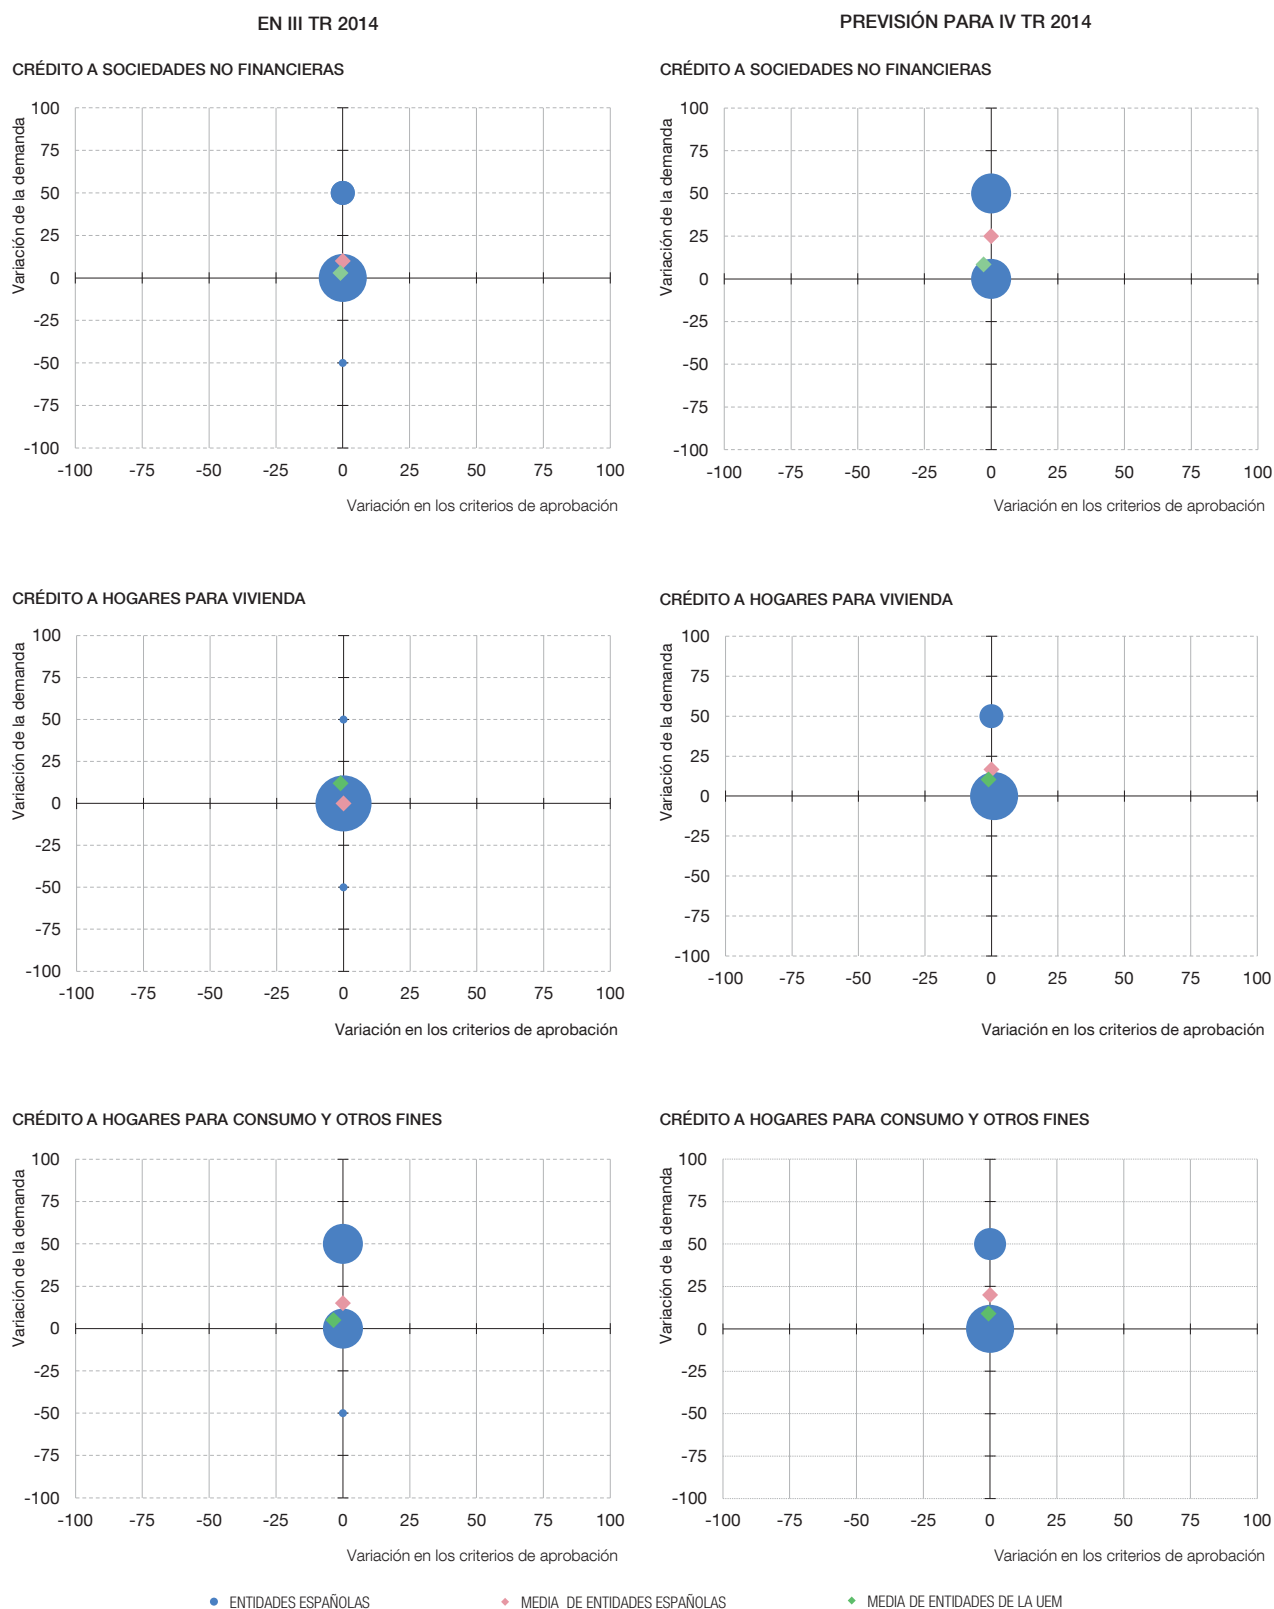 EN III TR 2014
PREVISIÓN PARA IV TR 2014
CRÉDITO A SOCIEDADES NO FINANCIERAS
Variación de la demanda
100
75
50
25
0
-25
-50
-75
-100
-100 -75 -50 -25 0 25 50 75 100
Variación en los criterios de aprobación
CRÉDITO A SOCIEDADES NO FINANCIERAS
Variación de la demanda
100
75
50
25
0
-25
-50
-75
-100
-100 -75 -50 -25 0 25 50 75 100
Variación en los criterios de aprobación
CRÉDITO A HOGARES PARA VIVIENDA
Variación de la demanda
100
75
50
25
0
-25
-50
-75
-100
-100 -75 -50 -25 0 25 50 75 100
Variación en los criterios de aprobación
CRÉDITO A HOGARES PARA VIVIENDA
Variación de la demanda
100
75
50
25
0
-25
-50
-75
-100
-100 -75 -50 -25 0 25 50 75 100
Variación en los criterios de aprobación
CRÉDITO A HOGARES PARA CONSUMO Y OTROS FINES
Variación de la demanda
100
75
50
25
0
-25
-50
-75
-100
-100 -75 -50 -25 0 25 50 75 100
Variación en los criterios de aprobación
CRÉDITO A HOGARES PARA CONSUMO Y OTROS FINES
Variación de la demanda
100
75
50
25
0
-25
-50
-75
-100
-100 -75 -50 -25 0 25 50 75 100
Variación en los criterios de aprobación
ENTIDADES ESPAÑOLAS
MEDIA DE ENTIDADES ESPAÑOLAS
MEDIA DE ENTIDADES DE LA UEM